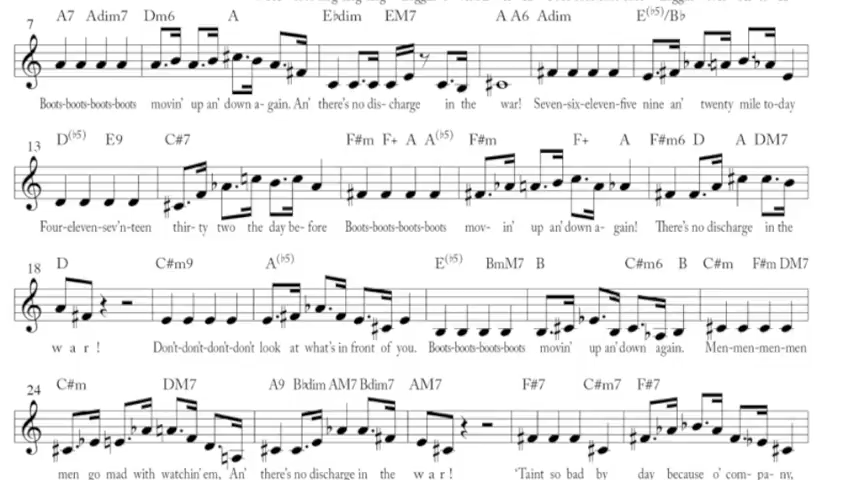 7
A7 Adim7 Dm6 A E♭dim EM7 A A6 Adim E(♭5)/B♭
Boots-boots-boots-boots movin' up an' down a- gain. An' there's no dis- charge in the war! Seven-six-eleven-five nine an' twenty mile to-day
13
D(♭5) E9 C#7 F#m F+ A A(♭5) F#m F+ A F#m6 D A DM7
Four-eleven-sev'n-teen thir- ty two the day be- fore Boots-boots-boots-boots mov- in' up an' down a- gain! There's no discharge in the
18
D C#m9 A(♭5) E(♭5) BmM7 B C#m6 B C#m F#m DM7
w a r ! Don't-don't-don't-don't look at what's in front of you. Boots-boots-boots-boots movin' up an' down again. Men-men-men-men
24
C#m DM7 A9 B♭dim AM7 Bdim7 AM7 F#7 C#m7 F#7
men go mad with watchin' em, An' there's no discharge in the w a r ! 'Taint so bad by day because o' com- pa- ny,